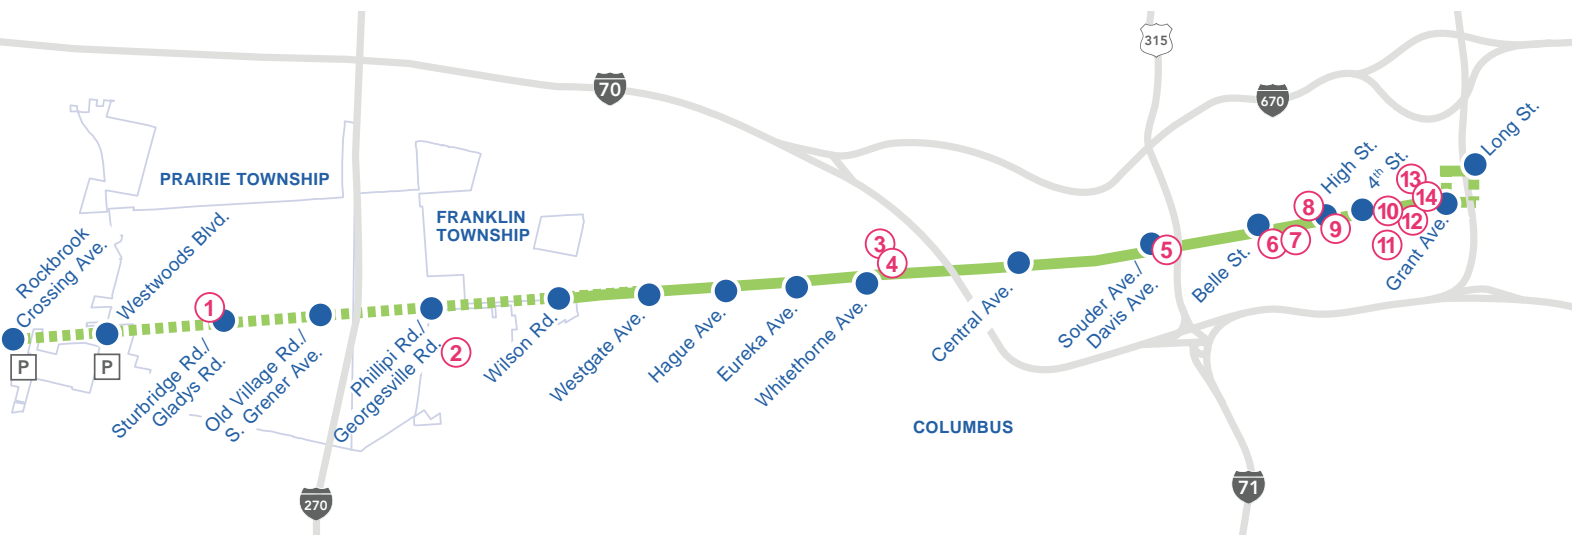 315
70
670
Long St.
High St.
4th St.
13
14
PRAIRIE TOWNSHIP
FRANKLIN
TOWNSHIP
8
10
12
9
3
4
5
6
7
11
Rockbrook
Crossing Ave.
Westwoods Blvd.
1
Sturbridge Rd./
Gladys Rd.
Old Village Rd./
S. Grener Ave.
Phillipi Rd./
Georgesville Rd.
2
Wilson Rd.
Westgate Ave.
Hague Ave.
Eureka Ave.
Whitethorne Ave.
Central Ave.
Souder Ave./
Davis Ave.
Belle St.
Grant Ave.
P
P
COLUMBUS
270
71